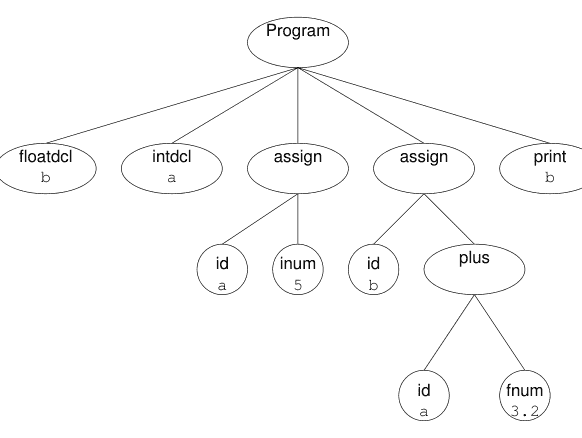 Program
floatdcl
b
intdcl
a
assign
assign
print
b
id
a
inum
5
id
b
plus
id
a
fnum
3.2